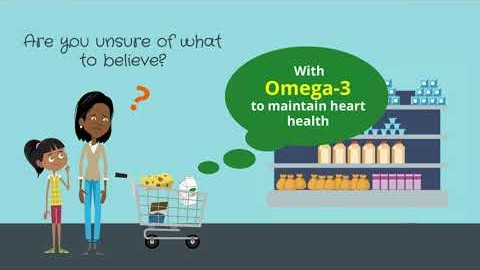 Are you unsure of what
to believe?
?
With
Omega-3
to maintain heart
health